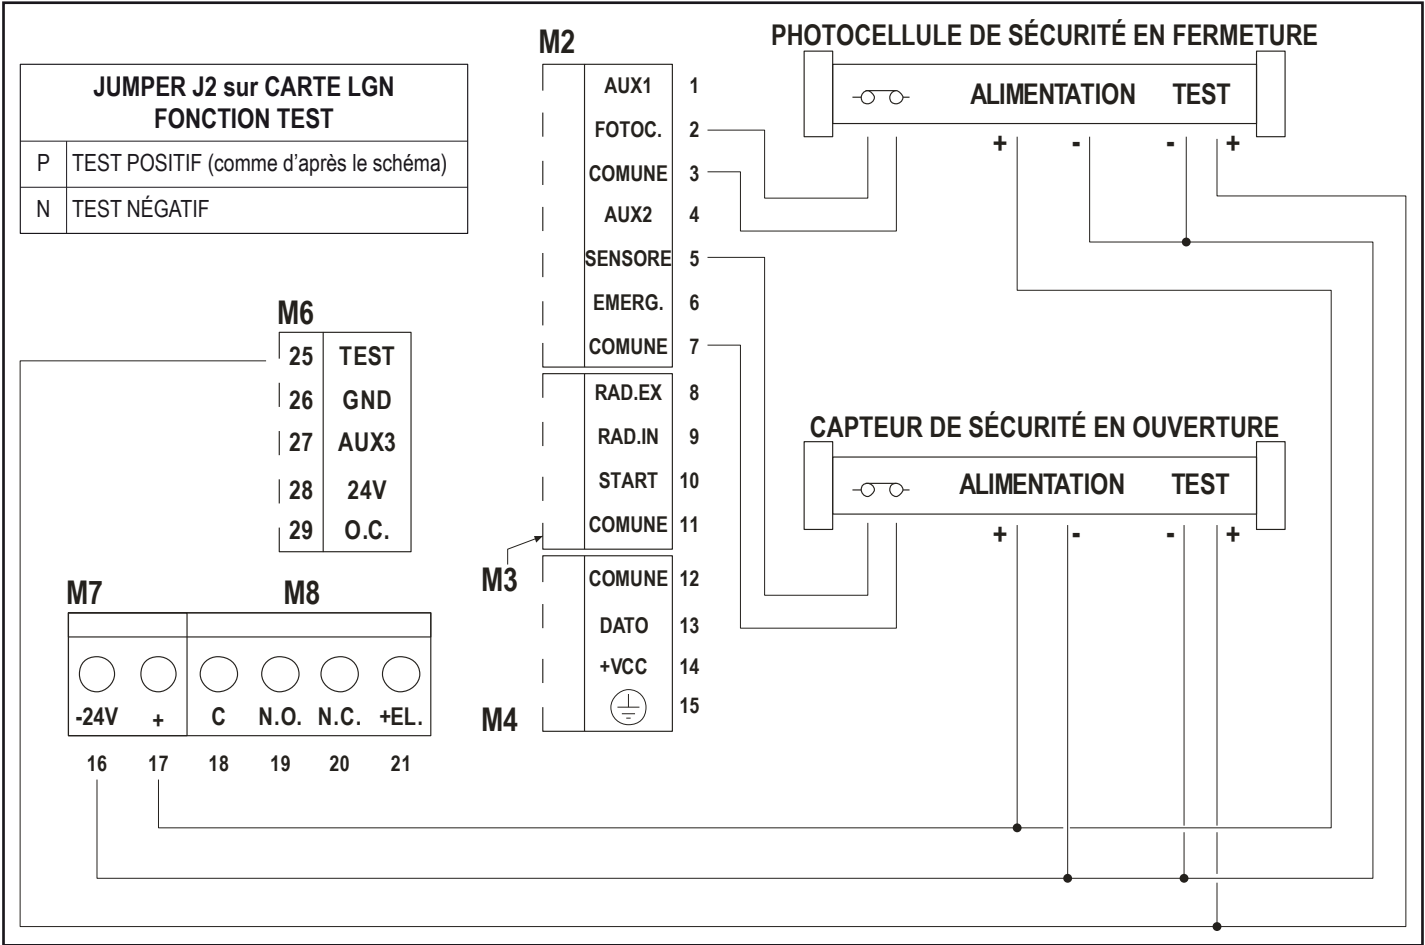 JUMPER J2 sur CARTE LGN
FONCTION TEST
P TEST POSITIF (comme d'après le schéma)
N TEST NÉGATIF
M2
AUX1 1
FOTOC. 2
COMUNE 3
AUX2 4
SENSORE 5
EMERG. 6
COMUNE 7
RAD.EX 8
RAD.IN 9
START 10
COMUNE 11
M3
COMUNE 12
DATO 13
+VCC 14
15
M4
PHOTOCELLULE DE SÉCURITÉ EN FERMETURE
ALIMENTATION TEST
+ - - +
CAPTEUR DE SÉCURITÉ EN OUVERTURE
ALIMENTATION TEST
+ - - +
M6
25 TEST
26 GND
27 AUX3
28 24V
29 O.C.
M7 M8
-24V + C N.O. N.C. +EL.
16 17 18 19 20 21